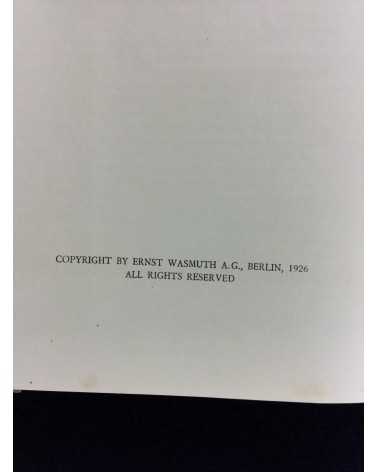 COPYRIGHT BY ERNST WASMUTH A.G., BERLIN, 1926
ALL RIGHTS RESERVED